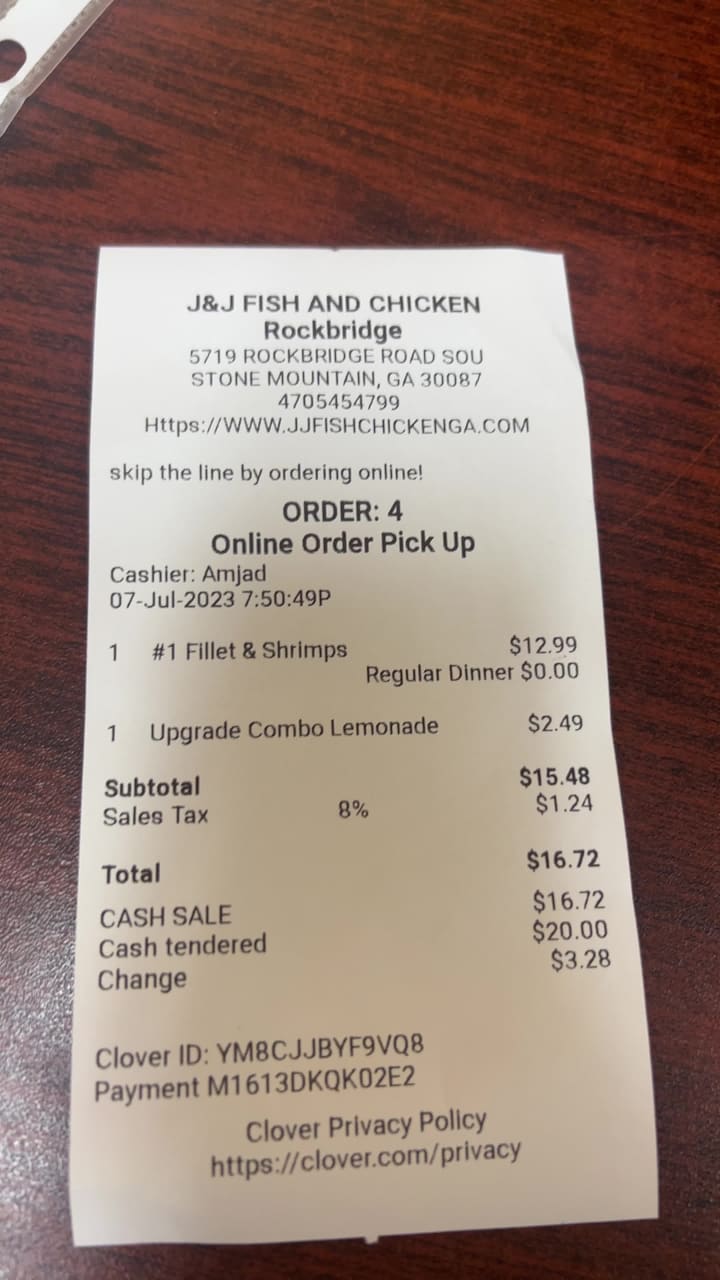 J&J FISH AND CHICKEN
Rockbridge
5719 ROCKBRIDGE ROAD SOU
STONE MOUNTAIN, GA 30087
4705454799
Https://WWW.JJFISHCHICKENGA.COM
skip the line by ordering online!
ORDER: 4
Online Order Pick Up
Cashier: Amjad
07-Jul-2023 7:50:49P
1 #1 Fillet & Shrimps $12.99
Regular Dinner $0.00
1 Upgrade Combo Lemonade $2.49
Subtotal $15.48
Sales Tax 8% $1.24
Total $16.72
CASH SALE $16.72
Cash tendered $20.00
Change $3.28
Clover ID: YM8CJJBYF9VQ8
Payment M1613DKQK02E2
Clover Privacy Policy
https://clover.com/privacy